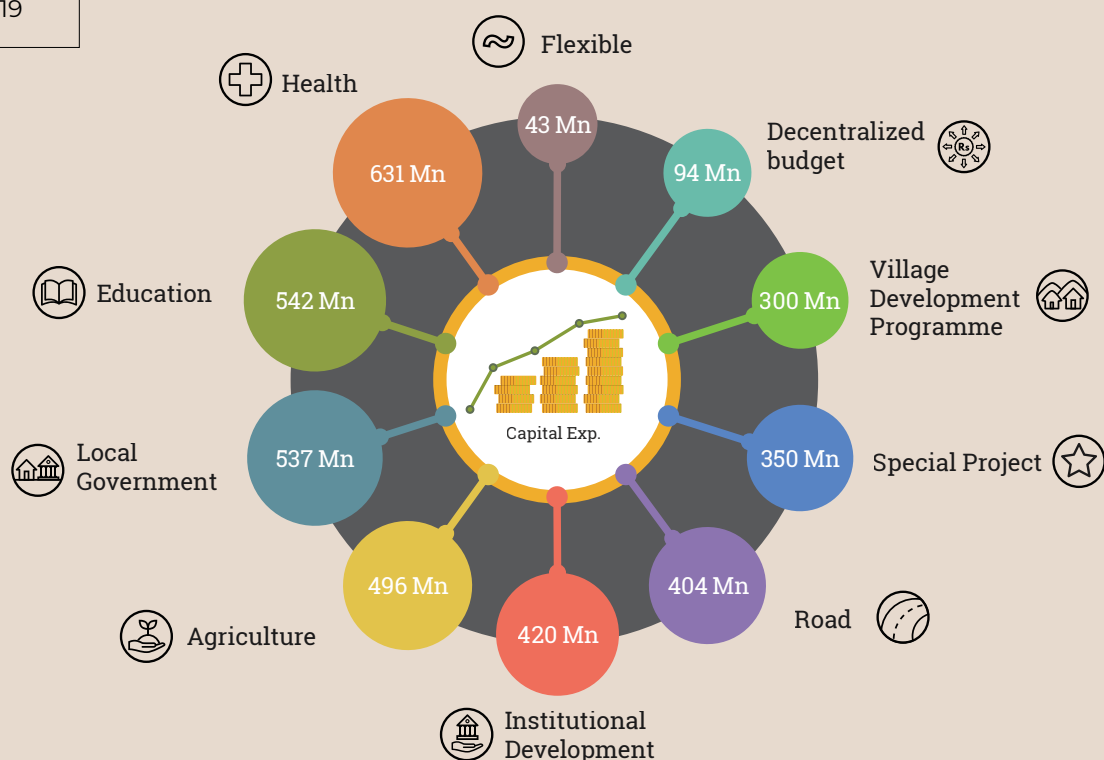 19
Flexible
43 Mn
Decentralized
budget
94 Mn
Village
Development
Programme
300 Mn
Special Project
350 Mn
Road
404 Mn
Institutional
Development
420 Mn
Agriculture
496 Mn
Local
Government
537 Mn
Education
542 Mn
Health
631 Mn
Capital Exp.
Rs